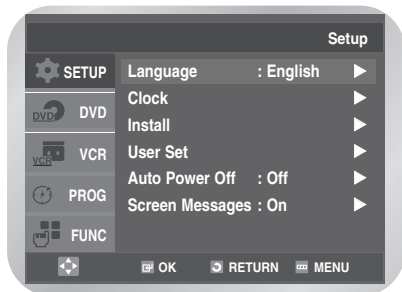 Setup
SETUP
Language : English
Clock
DVD DVD
Install
VCR VCR
User Set
Auto Power Off : Off
PROG
Screen Messages : On
FUNC
OK RETURN MENU